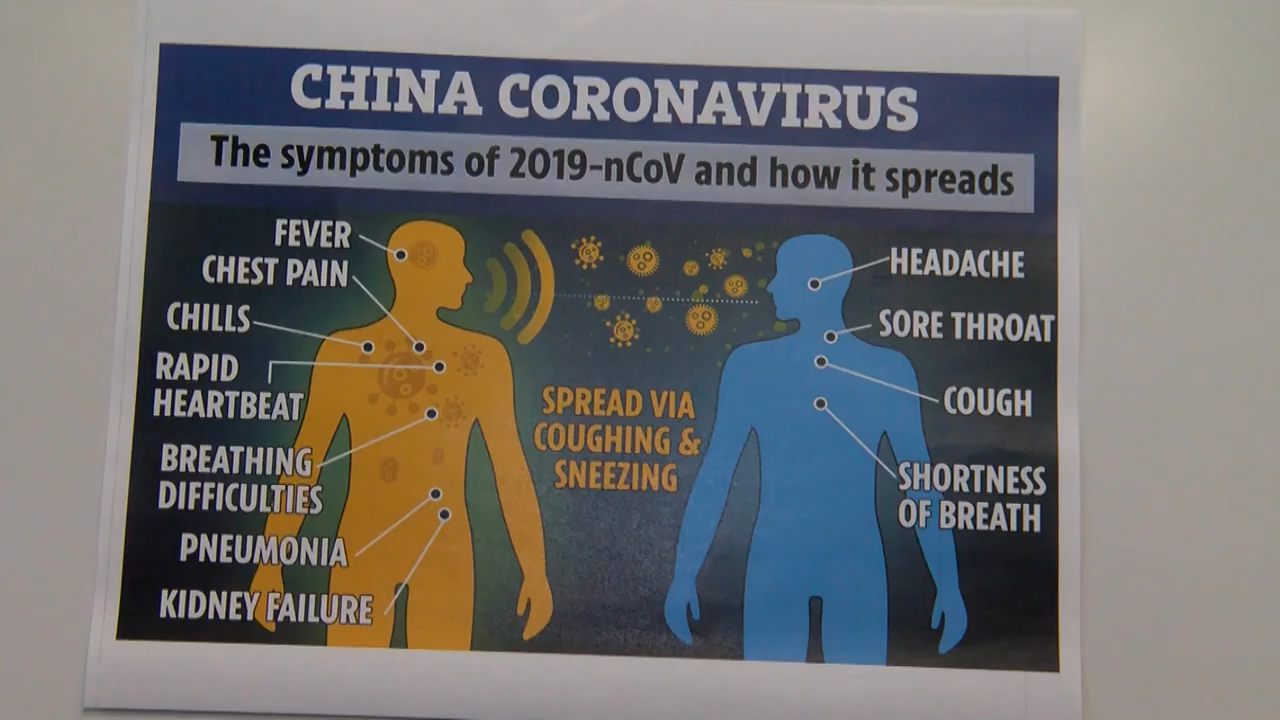 CHINA CORONAVIRUS
The symptoms of 2019-nCoV and how it spreads
FEVER
CHEST PAIN
CHILLS
RAPID
HEARTBEAT
BREATHING
DIFFICULTIES
PNEUMONIA
KIDNEY FAILURE
SPREAD VIA
COUGHING &
SNEEZING
HEADACHE
SORE THROAT
COUGH
SHORTNESS
OF BREATH